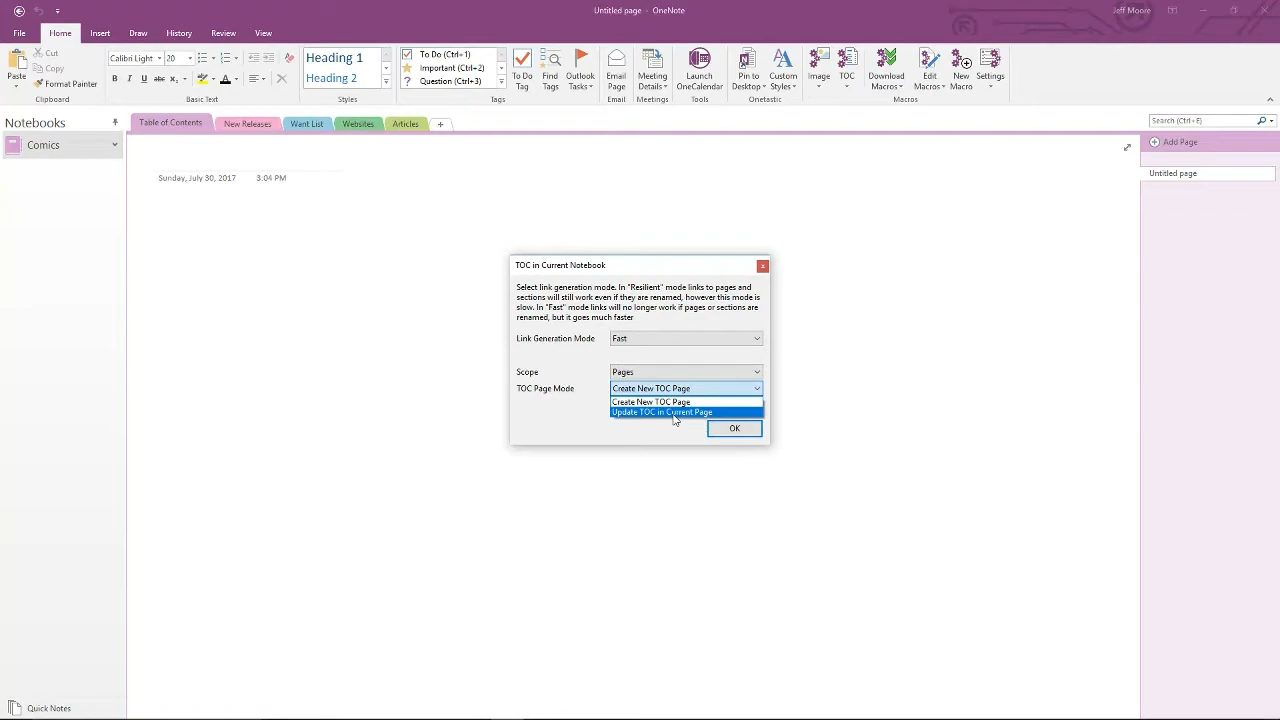 Untitled page - OneNote
Jeff Moore
File Home Insert Draw History Review View
Paste
Cut
Copy
Format Painter
Clipboard
Calibri Light 20
B I U abc x₂ A
Basic Text
Heading 1
Heading 2
Styles
To Do (Ctrl+1)
Important (Ctrl+2)
? Question (Ctrl+3)
To Do Tag
Find Tags
Outlook Tasks
Tags
Email Page
Email
Meeting Details
Meetings
Launch OneCalendar
Tools
Pin to Desktop
Custom Styles
Onetastic
Image
TOC
Download Macros
Edit Macros
New Macro
Settings
Macros
Notebooks
Table of Contents New Releases Want List Websites Articles +
Search (Ctrl+E)
Comics
Add Page
Untitled page
Sunday, July 30, 2017 3:04 PM
TOC in Current Notebook
Select link generation mode. In "Resilient" mode links to pages and
sections will still work even if they are renamed, however this mode is
slow. In "Fast" mode links will no longer work if pages or sections are
renamed, but it goes much faster
Link Generation Mode Fast
Scope Pages
TOC Page Mode Create New TOC Page
Create New TOC Page
Update TOC in Current Page
OK
Quick Notes